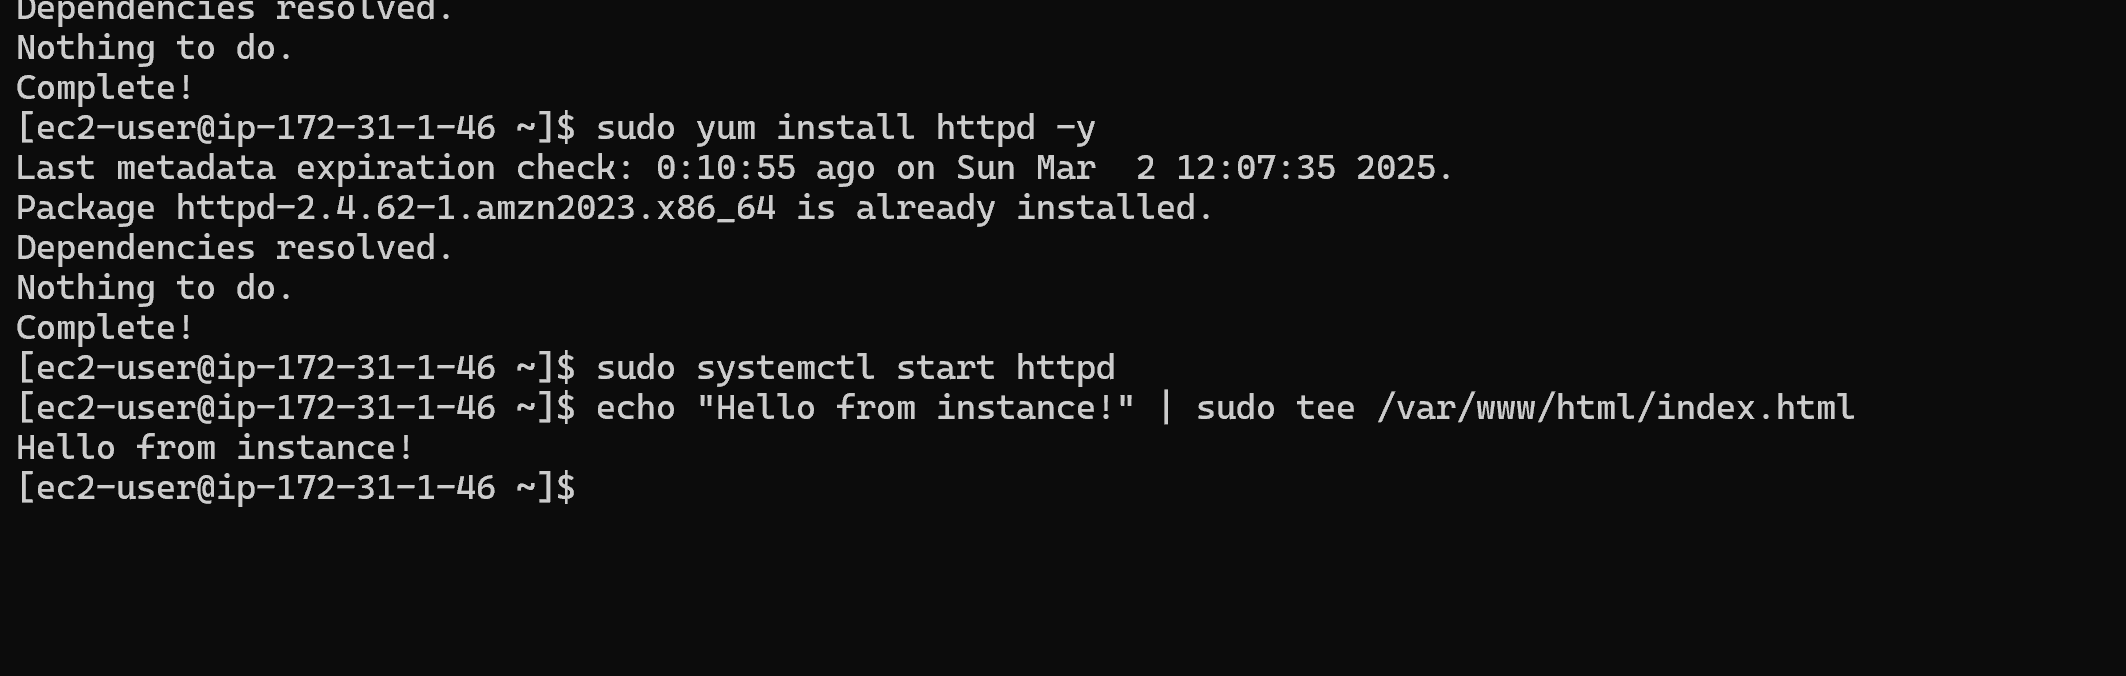 Dependencies resolved.
Nothing to do.
Complete!
[ec2-user@ip-172-31-1-46 ~]$ sudo yum install httpd -y
Last metadata expiration check: 0:10:55 ago on Sun Mar  2 12:07:35 2025.
Package httpd-2.4.62-1.amzn2023.x86_64 is already installed.
Dependencies resolved.
Nothing to do.
Complete!
[ec2-user@ip-172-31-1-46 ~]$ sudo systemctl start httpd
[ec2-user@ip-172-31-1-46 ~]$ echo "Hello from instance!" | sudo tee /var/www/html/index.html
Hello from instance!
[ec2-user@ip-172-31-1-46 ~]$